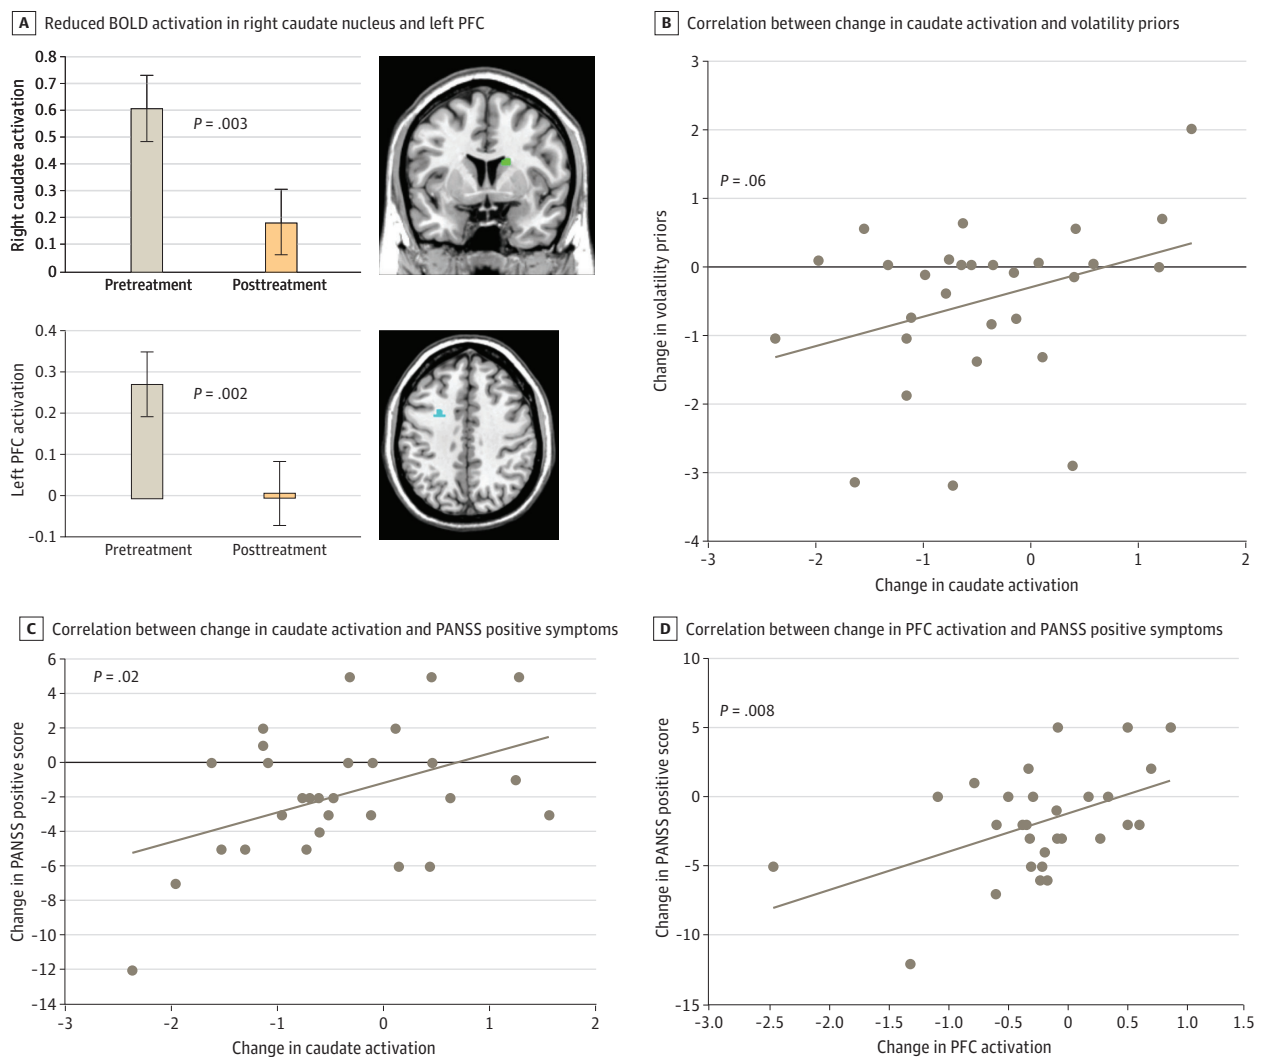 A Reduced BOLD activation in right caudate nucleus and left PFC
Right caudate activation
0.8
0.7
0.6
0.5
0.4
0.3
0.2
0.1
0
P = .003
Pretreatment
Posttreatment
Left PFC activation
0.4
0.3
0.2
0.1
0
-0.1
P = .002
Pretreatment
Posttreatment
B Correlation between change in caudate activation and volatility priors
Change in volatility priors
3
2
1
0
-1
-2
-3
-4
P = .06
-3 -2 -1 0 1 2
Change in caudate activation
C Correlation between change in caudate activation and PANSS positive symptoms
Change in PANSS positive score
6
4
2
0
-2
-4
-6
-8
-10
-12
-14
P = .02
-3 -2 -1 0 1 2
Change in caudate activation
D Correlation between change in PFC activation and PANSS positive symptoms
Change in PANSS positive score
10
5
0
-5
-10
-15
P = .008
-3.0 -2.5 -2.0 -1.5 -1.0 -0.5 0 0.5 1.0 1.5
Change in PFC activation